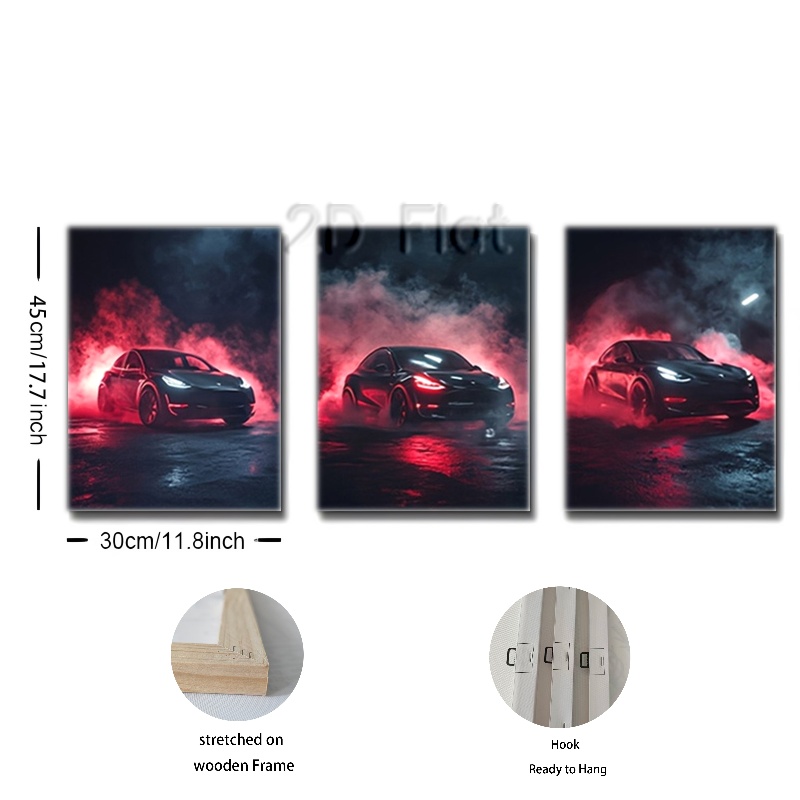 2D Flat
45cm/17.7inch
30cm/11.8inch
stretched on
wooden Frame
Hook
Ready to Hang